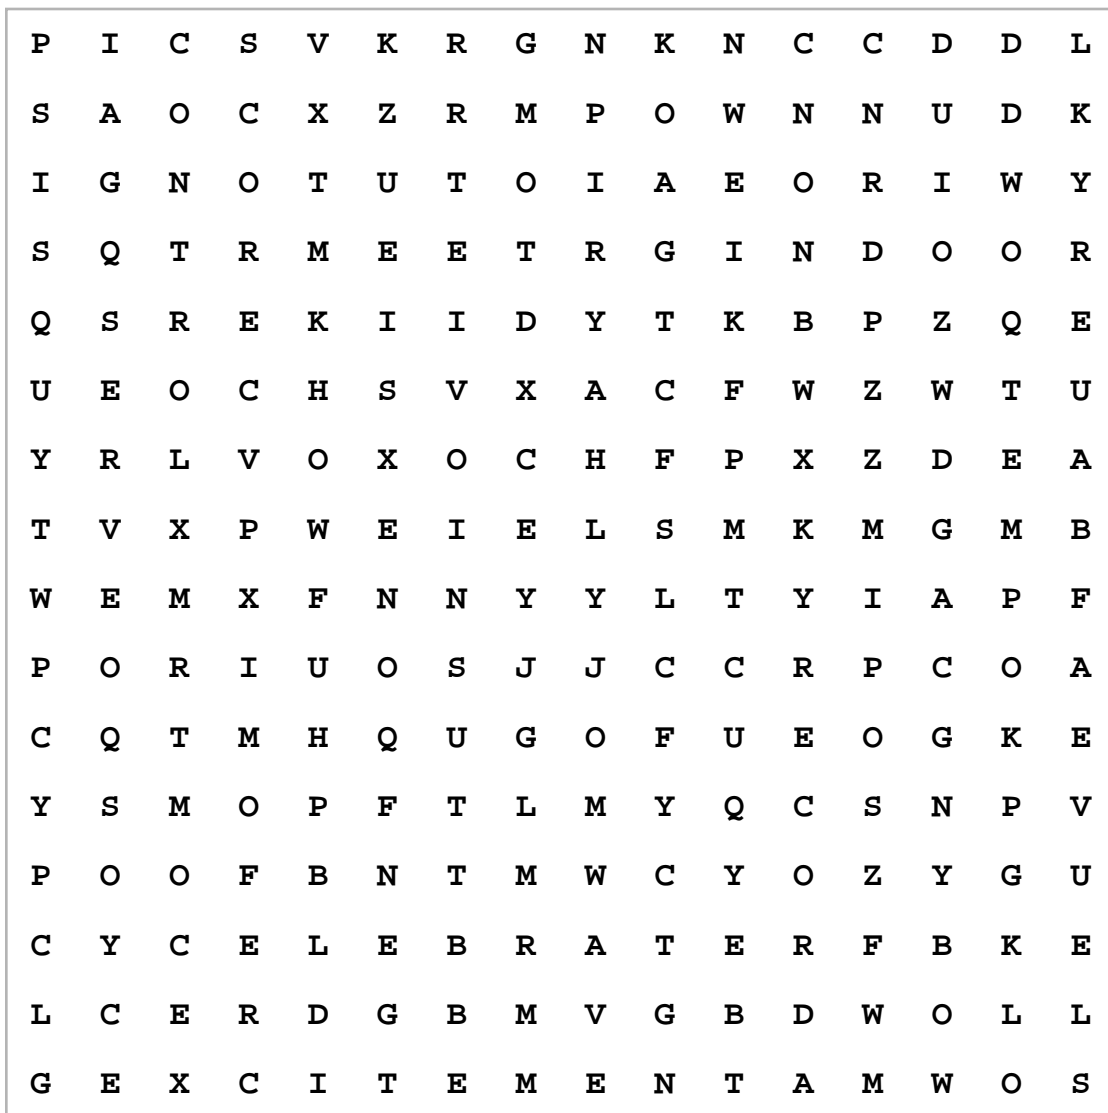 P I C S V K R G N K N C C D D L
S A O C X Z R M P O W N N U D K
I G N O T U T O I A E O R I W Y
S Q T R M E E T R G I N D O O R
Q S R E K I I D Y T K B P Z Q E
U E O C H S V X A C F W Z W T U
Y R L V O X O C H F P X Z D E A
T V X P W E I E L S M K M G M B
W E M X F N N Y Y L T Y I A P F
P O R I U O S J J C C R P C O A
C Q T M H Q U G O F U E O G K E
Y S M O P F T L M Y Q C S N P V
P O O F B N T M W C Y O Z Y G U
C Y C E L E B R A T E R F B K E
L C E R D G B M V G B D W O L L
G E X C I T E M E N T A M W O S